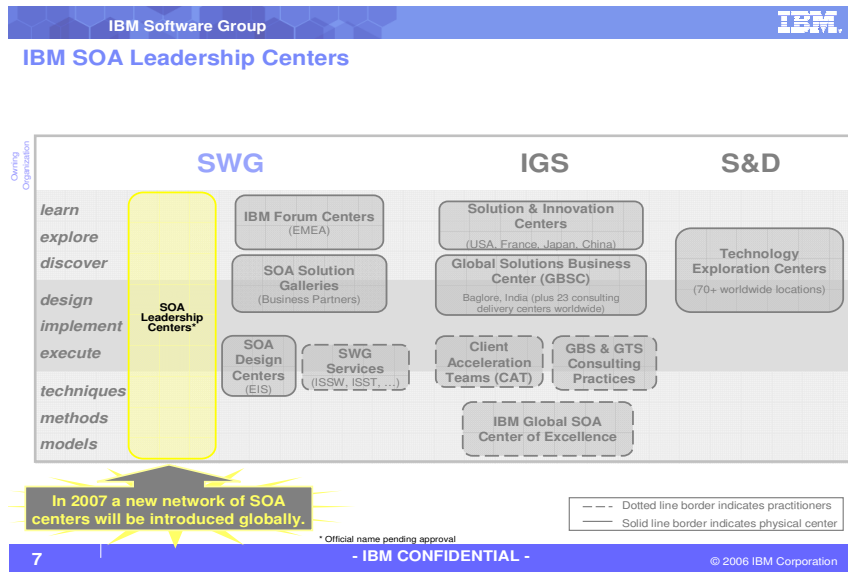 IBM Software Group
IBM
IBM SOA Leadership Centers
Owning
Organization
SWG
IGS
S&D
learn
explore
discover
design
implement
execute
techniques
methods
models
SOA
Leadership
Centers*
IBM Forum Centers
(EMEA)
SOA Solution
Galleries
(Business Partners)
SOA
Design
Centers
(EIS)
SWG
Services
(ISSW, ISST, ...)
Solution & Innovation
Centers
(USA, France, Japan, China)
Global Solutions Business
Center (GBSC)
Baglore, India (plus 23 consulting
delivery centers worldwide)
Client
Acceleration
Teams (CAT)
GBS & GTS
Consulting
Practices
IBM Global SOA
Center of Excellence
Technology
Exploration Centers
(70+ worldwide locations)
In 2007 a new network of SOA
centers will be introduced globally.
Dotted line border indicates practitioners
Solid line border indicates physical center
* Official name pending approval
7
- IBM CONFIDENTIAL -
© 2006 IBM Corporation